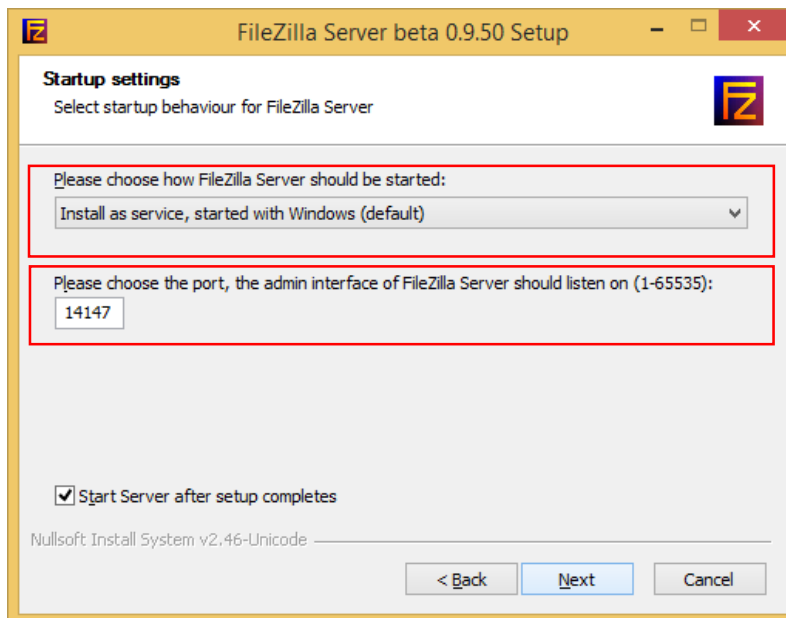 FileZilla Server beta 0.9.50 Setup
Startup settings
Select startup behaviour for FileZilla Server
Please choose how FileZilla Server should be started:
Install as service, started with Windows (default)
Please choose the port, the admin interface of FileZilla Server should listen on (1-65535):
14147
Start Server after setup completes
Nullsoft Install System v2.46-Unicode
< Back Next Cancel